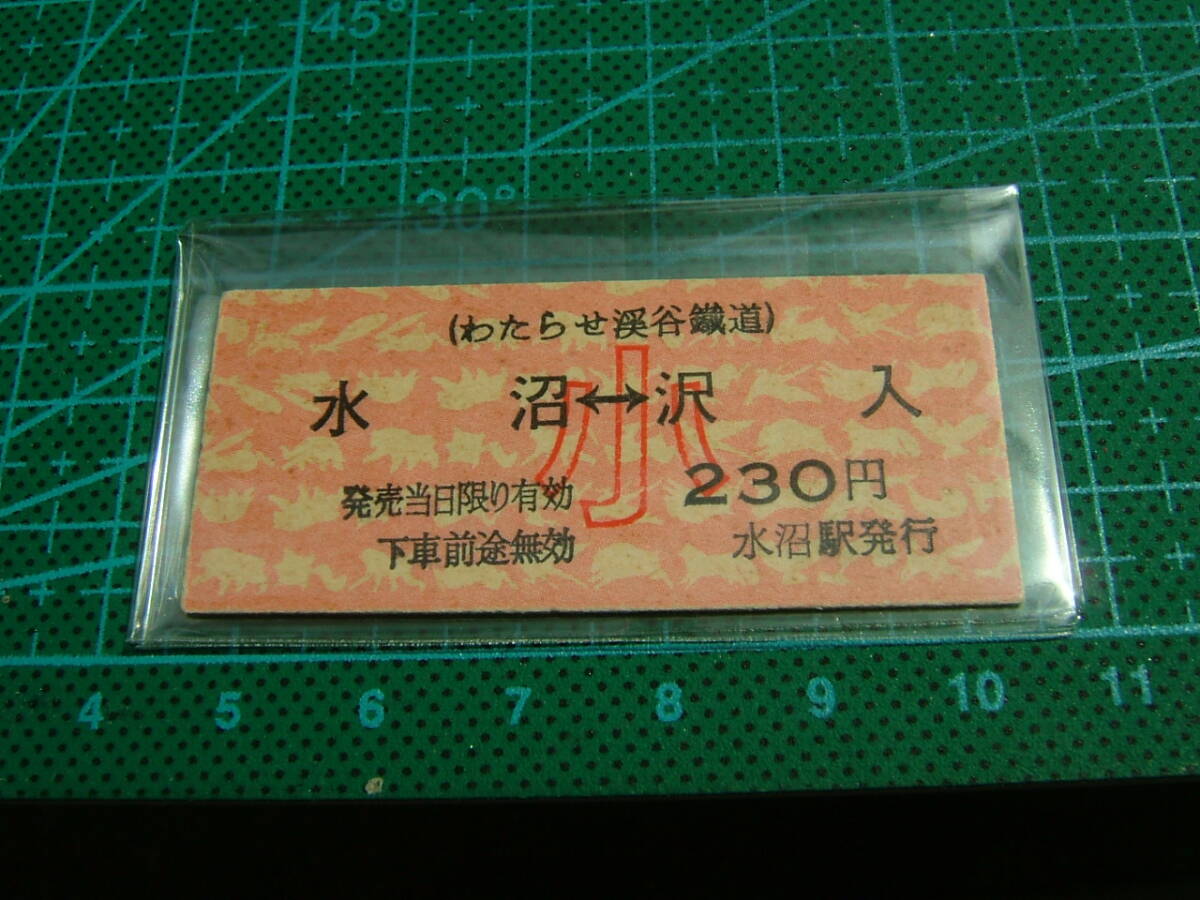 45°
30°
(わたらせ渓谷鐵道)
水 沼↔沢 入
小
230円
発売当日限り有効
下車前途無効
水沼駅発行
4 5 6 7 8 9 10 11